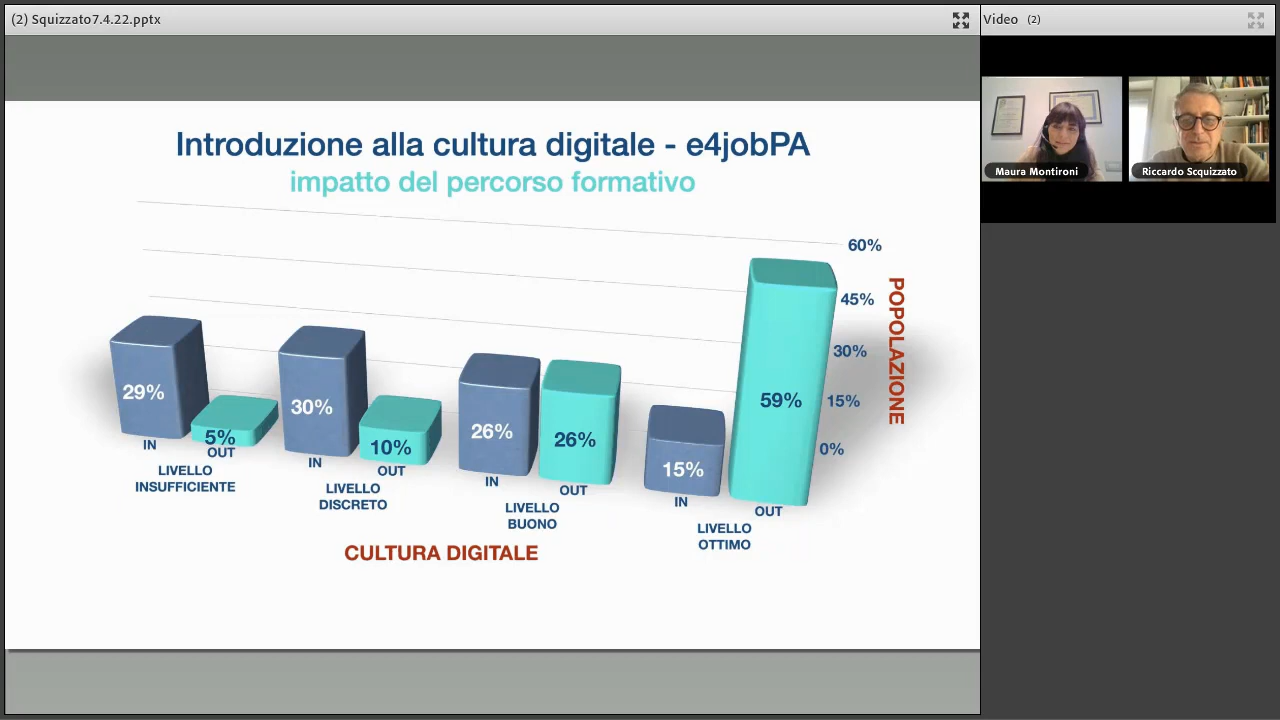 (2) Squizzato7.4.22.pptx
Video (2)
Maura Montironi
Riccardo Scquizzato
Introduzione alla cultura digitale - e4jobPA
impatto del percorso formativo
60%
45%
30%
15%
0%
POPOLAZIONE
29%
5%
30%
10%
26%
26%
15%
59%
IN
OUT
LIVELLO
INSUFFICIENTE
IN
OUT
LIVELLO
DISCRETO
IN
OUT
LIVELLO
BUONO
IN
OUT
LIVELLO
OTTIMO
CULTURA DIGITALE